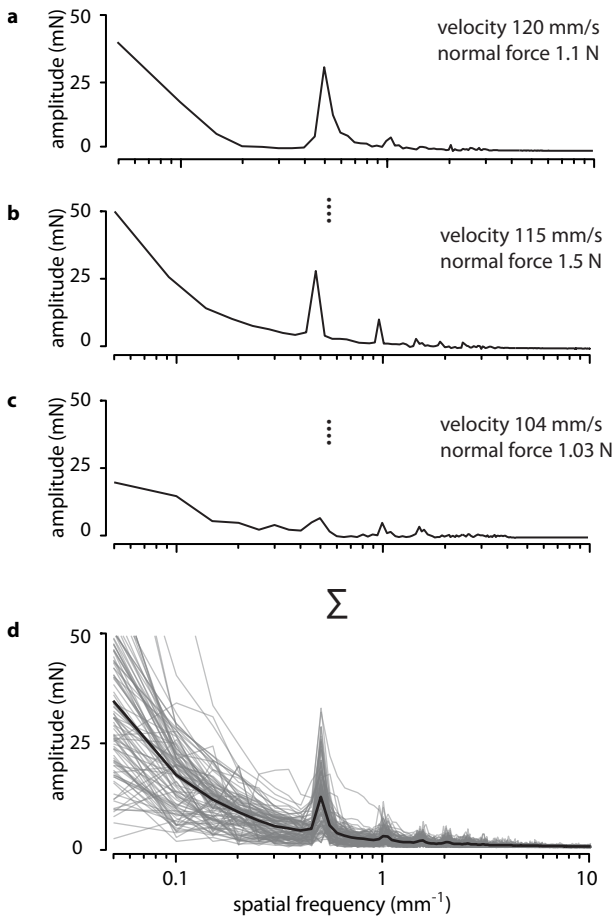 a
50
25
0
amplitude (mN)
velocity 120 mm/s
normal force 1.1 N
b
50
25
0
amplitude (mN)
velocity 115 mm/s
normal force 1.5 N
c
50
25
0
amplitude (mN)
velocity 104 mm/s
normal force 1.03 N
∑
d
50
25
0
amplitude (mN)
0.1 1 10
spatial frequency (mm⁻¹)